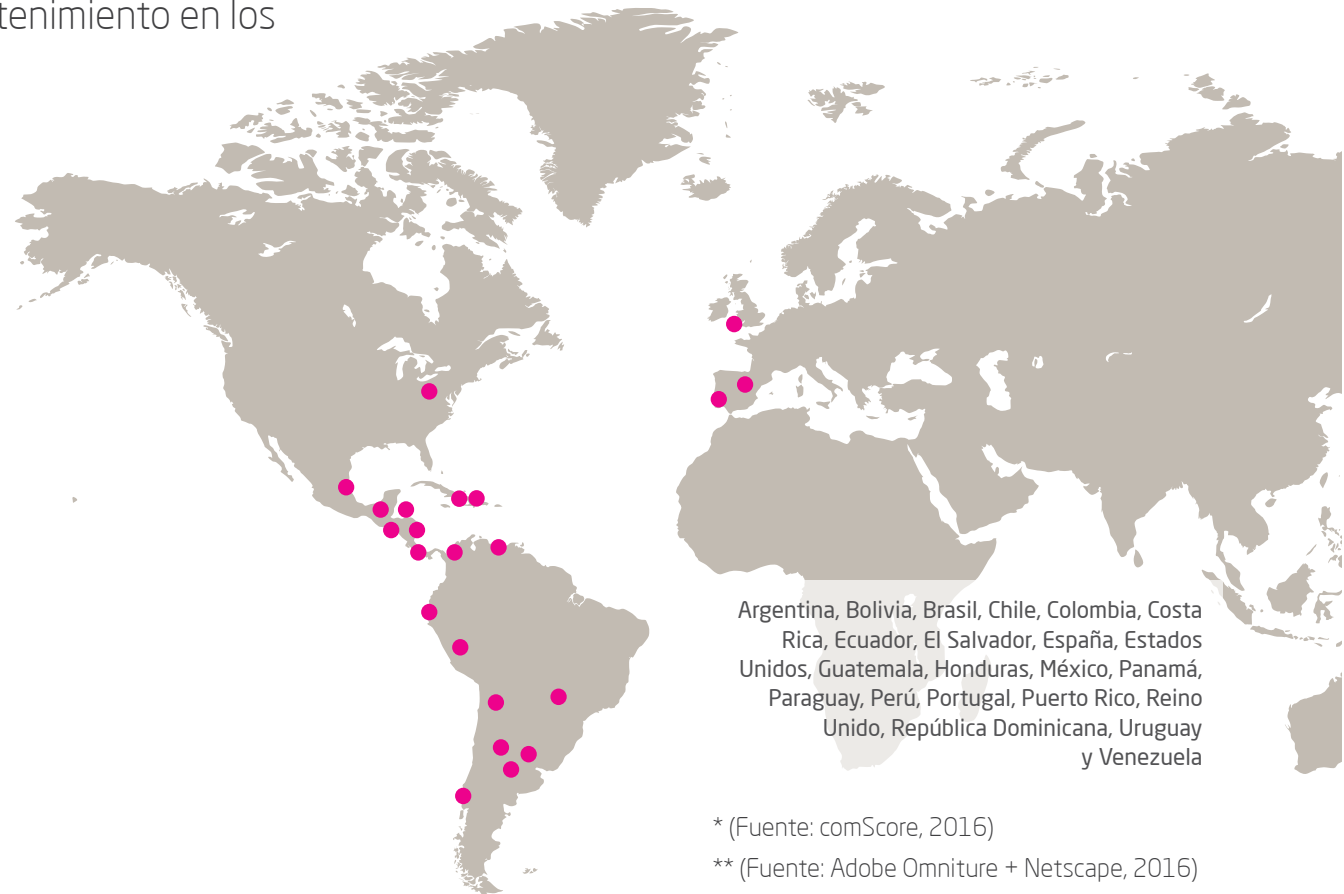 tenimiento en los
Argentina, Bolivia, Brasil, Chile, Colombia, Costa
Rica, Ecuador, El Salvador, España, Estados
Unidos, Guatemala, Honduras, México, Panamá,
Paraguay, Perú, Portugal, Puerto Rico, Reino
Unido, República Dominicana, Uruguay
y Venezuela
* (Fuente: comScore, 2016)
** (Fuente: Adobe Omniture + Netscape, 2016)